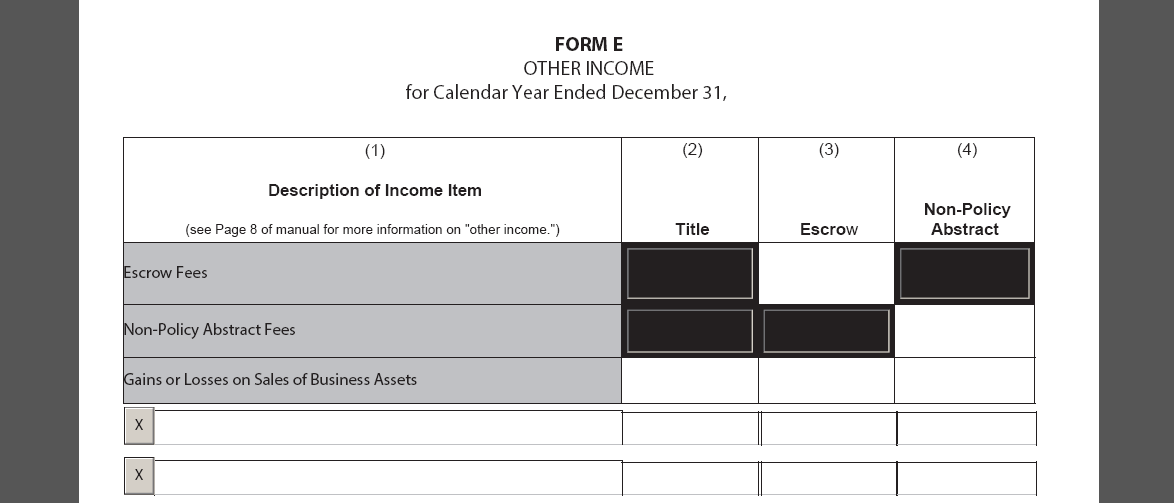 FORM E
OTHER INCOME
for Calendar Year Ended December 31,
(1) (2) (3) (4)
Description of Income Item
Non-Policy
(see Page 8 of manual for more information on "other income.") Title Escrow Abstract
Escrow Fees
Non-Policy Abstract Fees
Gains or Losses on Sales of Business Assets
X
X